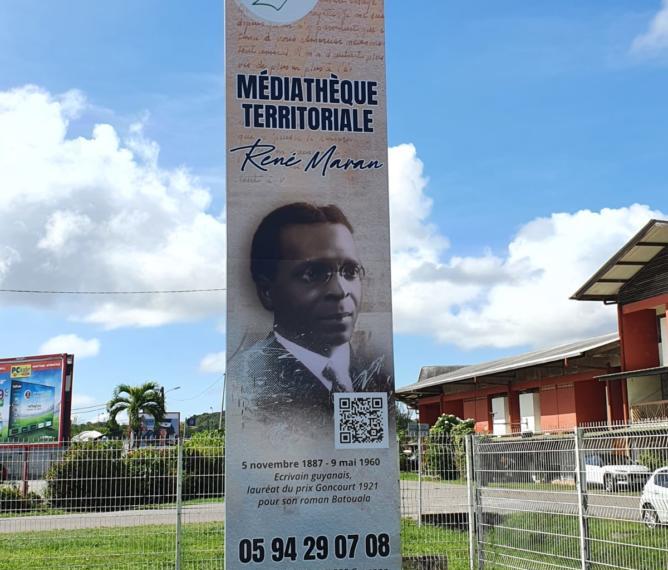 MÉDIATHÈQUE
TERRITORIALE
René Maran
5 novembre 1887 - 9 mai 1960
Ecrivain guyanais,
lauréat du prix Goncourt 1921
pour son roman Batouala
05 94 29 07 08